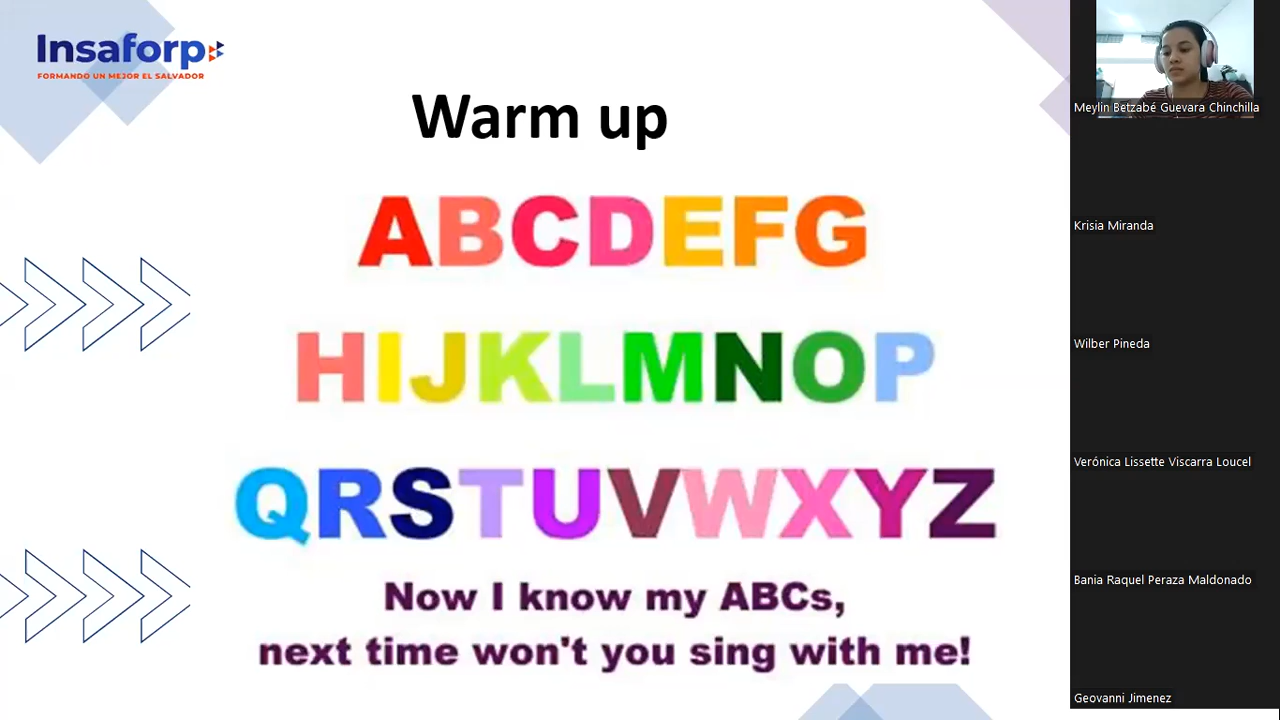 Insaforp
FORMANDO UN MEJOR EL SALVADOR
Warm up
ABCDEFG
HIJKLMNOP
QRSTUVWXYZ
Now I know my ABCs,
next time won't you sing with me!
Meylin Betzabé Guevara Chinchilla
Krisia Miranda
Wilber Pineda
Verónica Lissette Viscarra Loucel
Bania Raquel Peraza Maldonado
Geovanni Jimenez